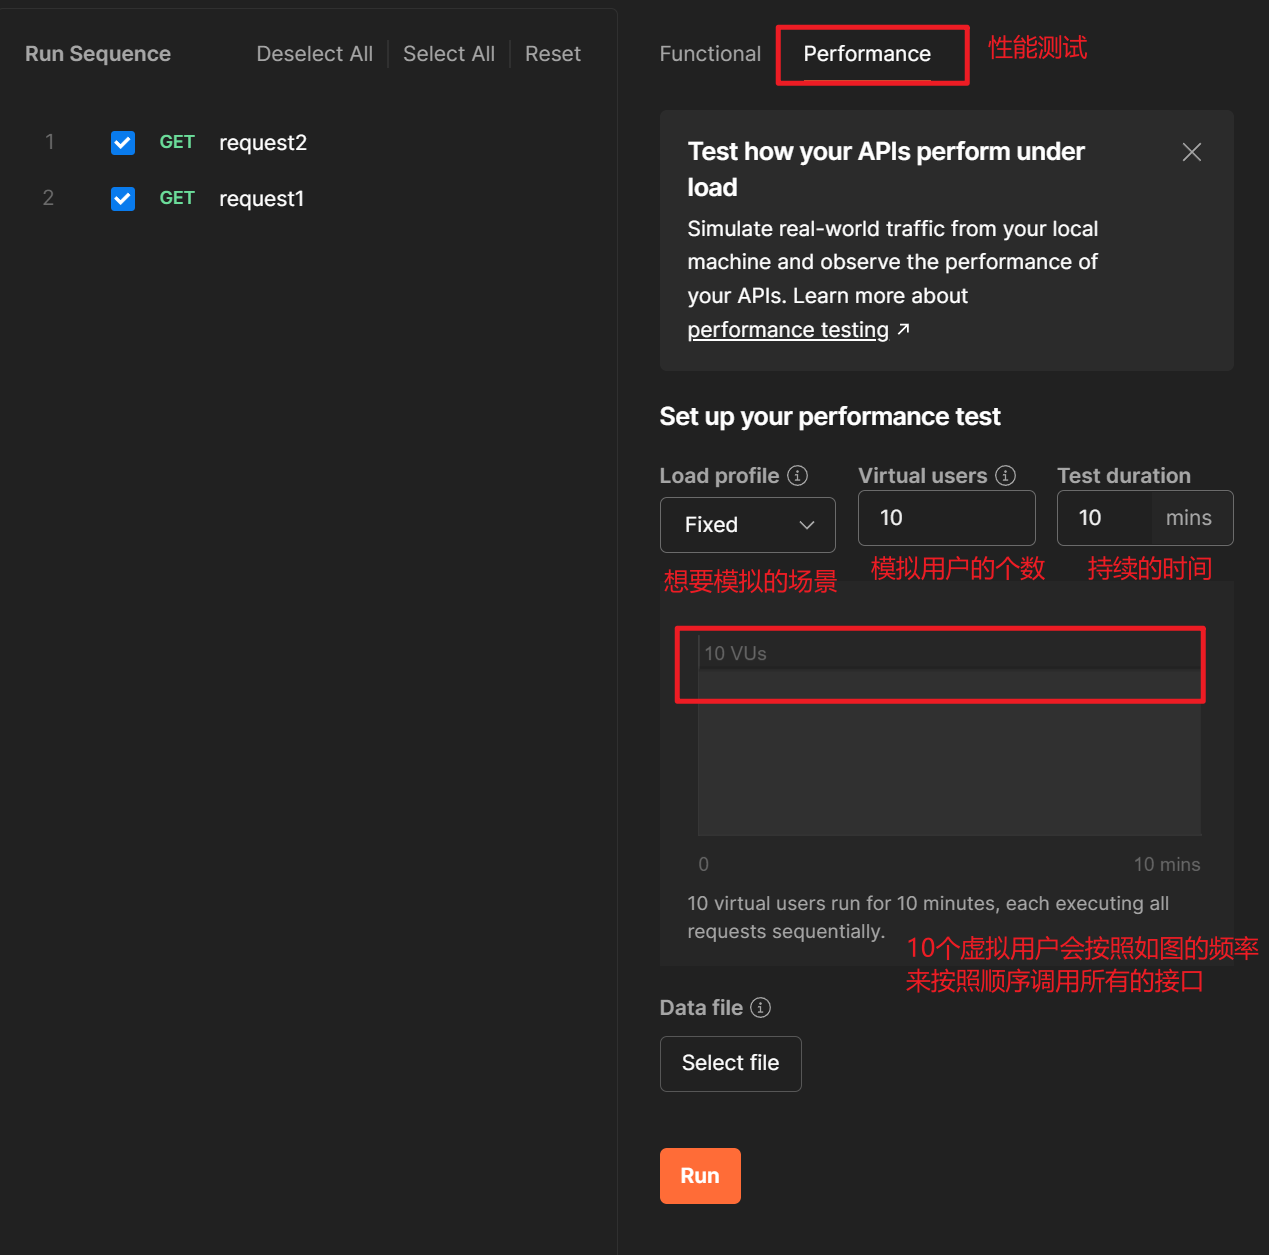 Run Sequence
Deselect All
Select All
Reset
1
GET
request2
2
GET
request1
Functional
Performance
性能测试
Test how your APIs perform under
load
Simulate real-world traffic from your local
machine and observe the performance of
your APIs. Learn more about
performance testing ↗
Set up your performance test
Load profile
Virtual users
Test duration
Fixed
10
10
mins
想要模拟的场景
模拟用户的个数
持续的时间
10 VUs
0
10 mins
10 virtual users run for 10 minutes, each executing all
requests sequentially.
10个虚拟用户会按照如图的频率
来按照顺序调用所有的接口
Data file
Select file
Run